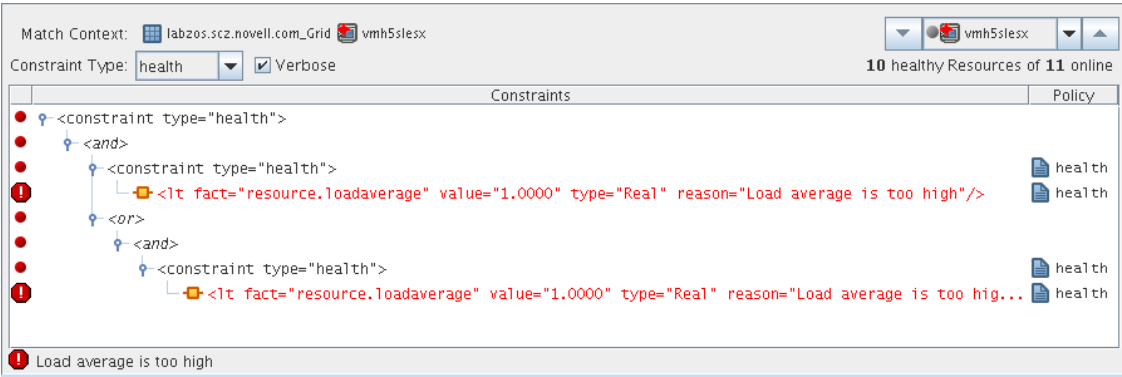 Match Context: labzos.scz.novell.com_Grid vmh5slesx vmh5slesx
Constraint Type: health Verbose 10 healthy Resources of 11 online
Constraints Policy
<constraint type="health">
<and>
<constraint type="health"> health
<lt fact="resource.loadaverage" value="1.0000" type="Real" reason="Load average is too high"/> health
<or>
<and>
<constraint type="health"> health
<lt fact="resource.loadaverage" value="1.0000" type="Real" reason="Load average is too hig... health
Load average is too high